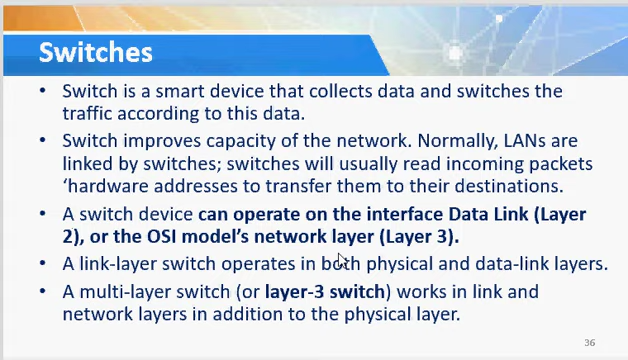 Switches
• Switch is a smart device that collects data and switches the
traffic according to this data.
• Switch improves capacity of the network. Normally, LANs are
linked by switches; switches will usually read incoming packets
‘hardware addresses to transfer them to their destinations.
• A switch device can operate on the interface Data Link (Layer
2), or the OSI model’s network layer (Layer 3).
• A link-layer switch operates in both physical and data-link layers.
• A multi-layer switch (or layer-3 switch) works in link and
network layers in addition to the physical layer.
36